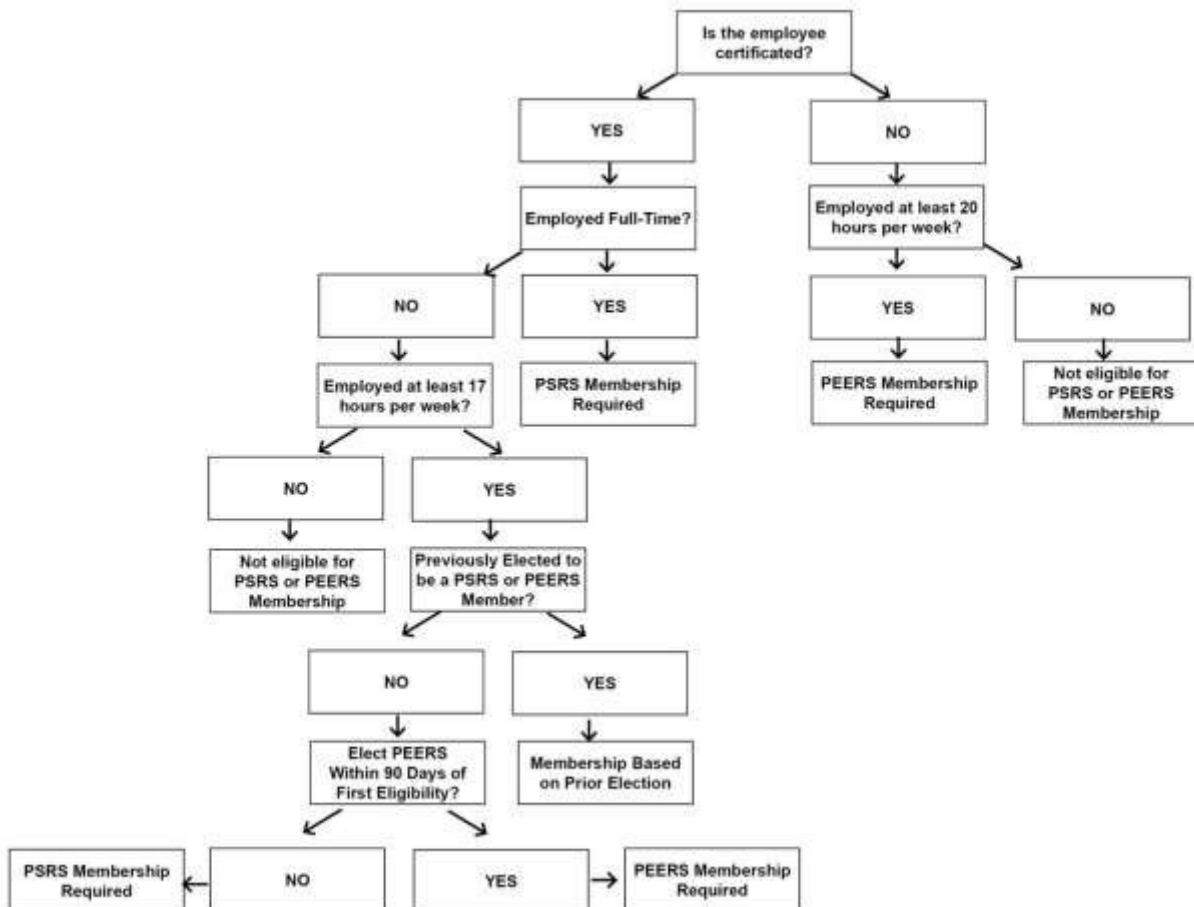 Is the employee
certificated?
YES
NO
Employed Full-Time?
Employed at least 20
hours per week?
NO
YES
YES
NO
Employed at least 17
hours per week?
PSRS Membership
Required
PEERS Membership
Required
Not eligible for
PSRS or PEERS
Membership
NO
YES
Not eligible for
PSRS or PEERS
Membership
Previously Elected to
be a PSRS or PEERS
Member?
NO
YES
Elect PEERS
Within 90 Days of
First Eligibility?
Membership Based
on Prior Election
PSRS Membership
Required
NO
YES
PEERS Membership
Required